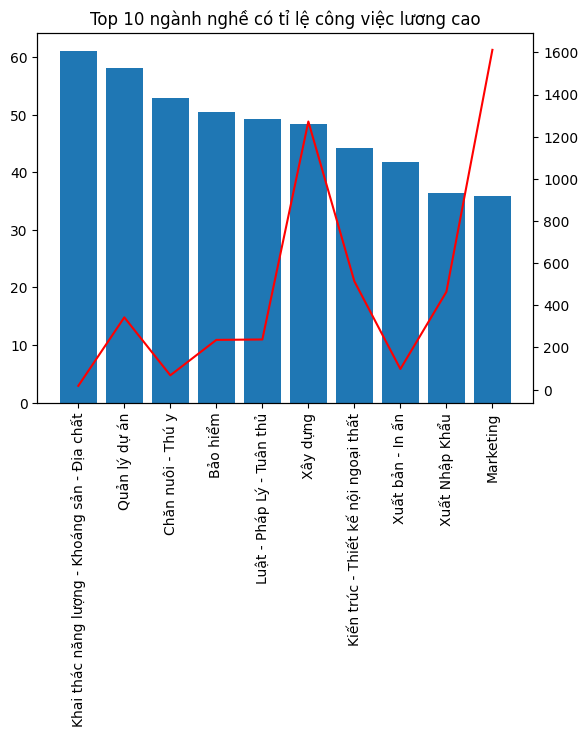 Top 10 ngành nghề có tỉ lệ công việc lương cao
60
50
40
30
20
10
0
1600
1400
1200
1000
800
600
400
200
0
Khai thác năng lượng - Khoáng sản - Địa chất
Quản lý dự án
Chăn nuôi - Thú y
Bảo hiểm
Luật - Pháp Lý - Tuân thủ
Xây dựng
Kiến trúc - Thiết kế nội ngoại thất
Xuất bản - In ấn
Xuất Nhập Khẩu
Marketing